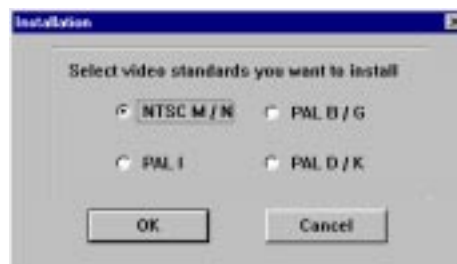 Installation
Select video standards you want to install
NTSC M / N
PAL B / G
PAL I
PAL D / K
OK
Cancel